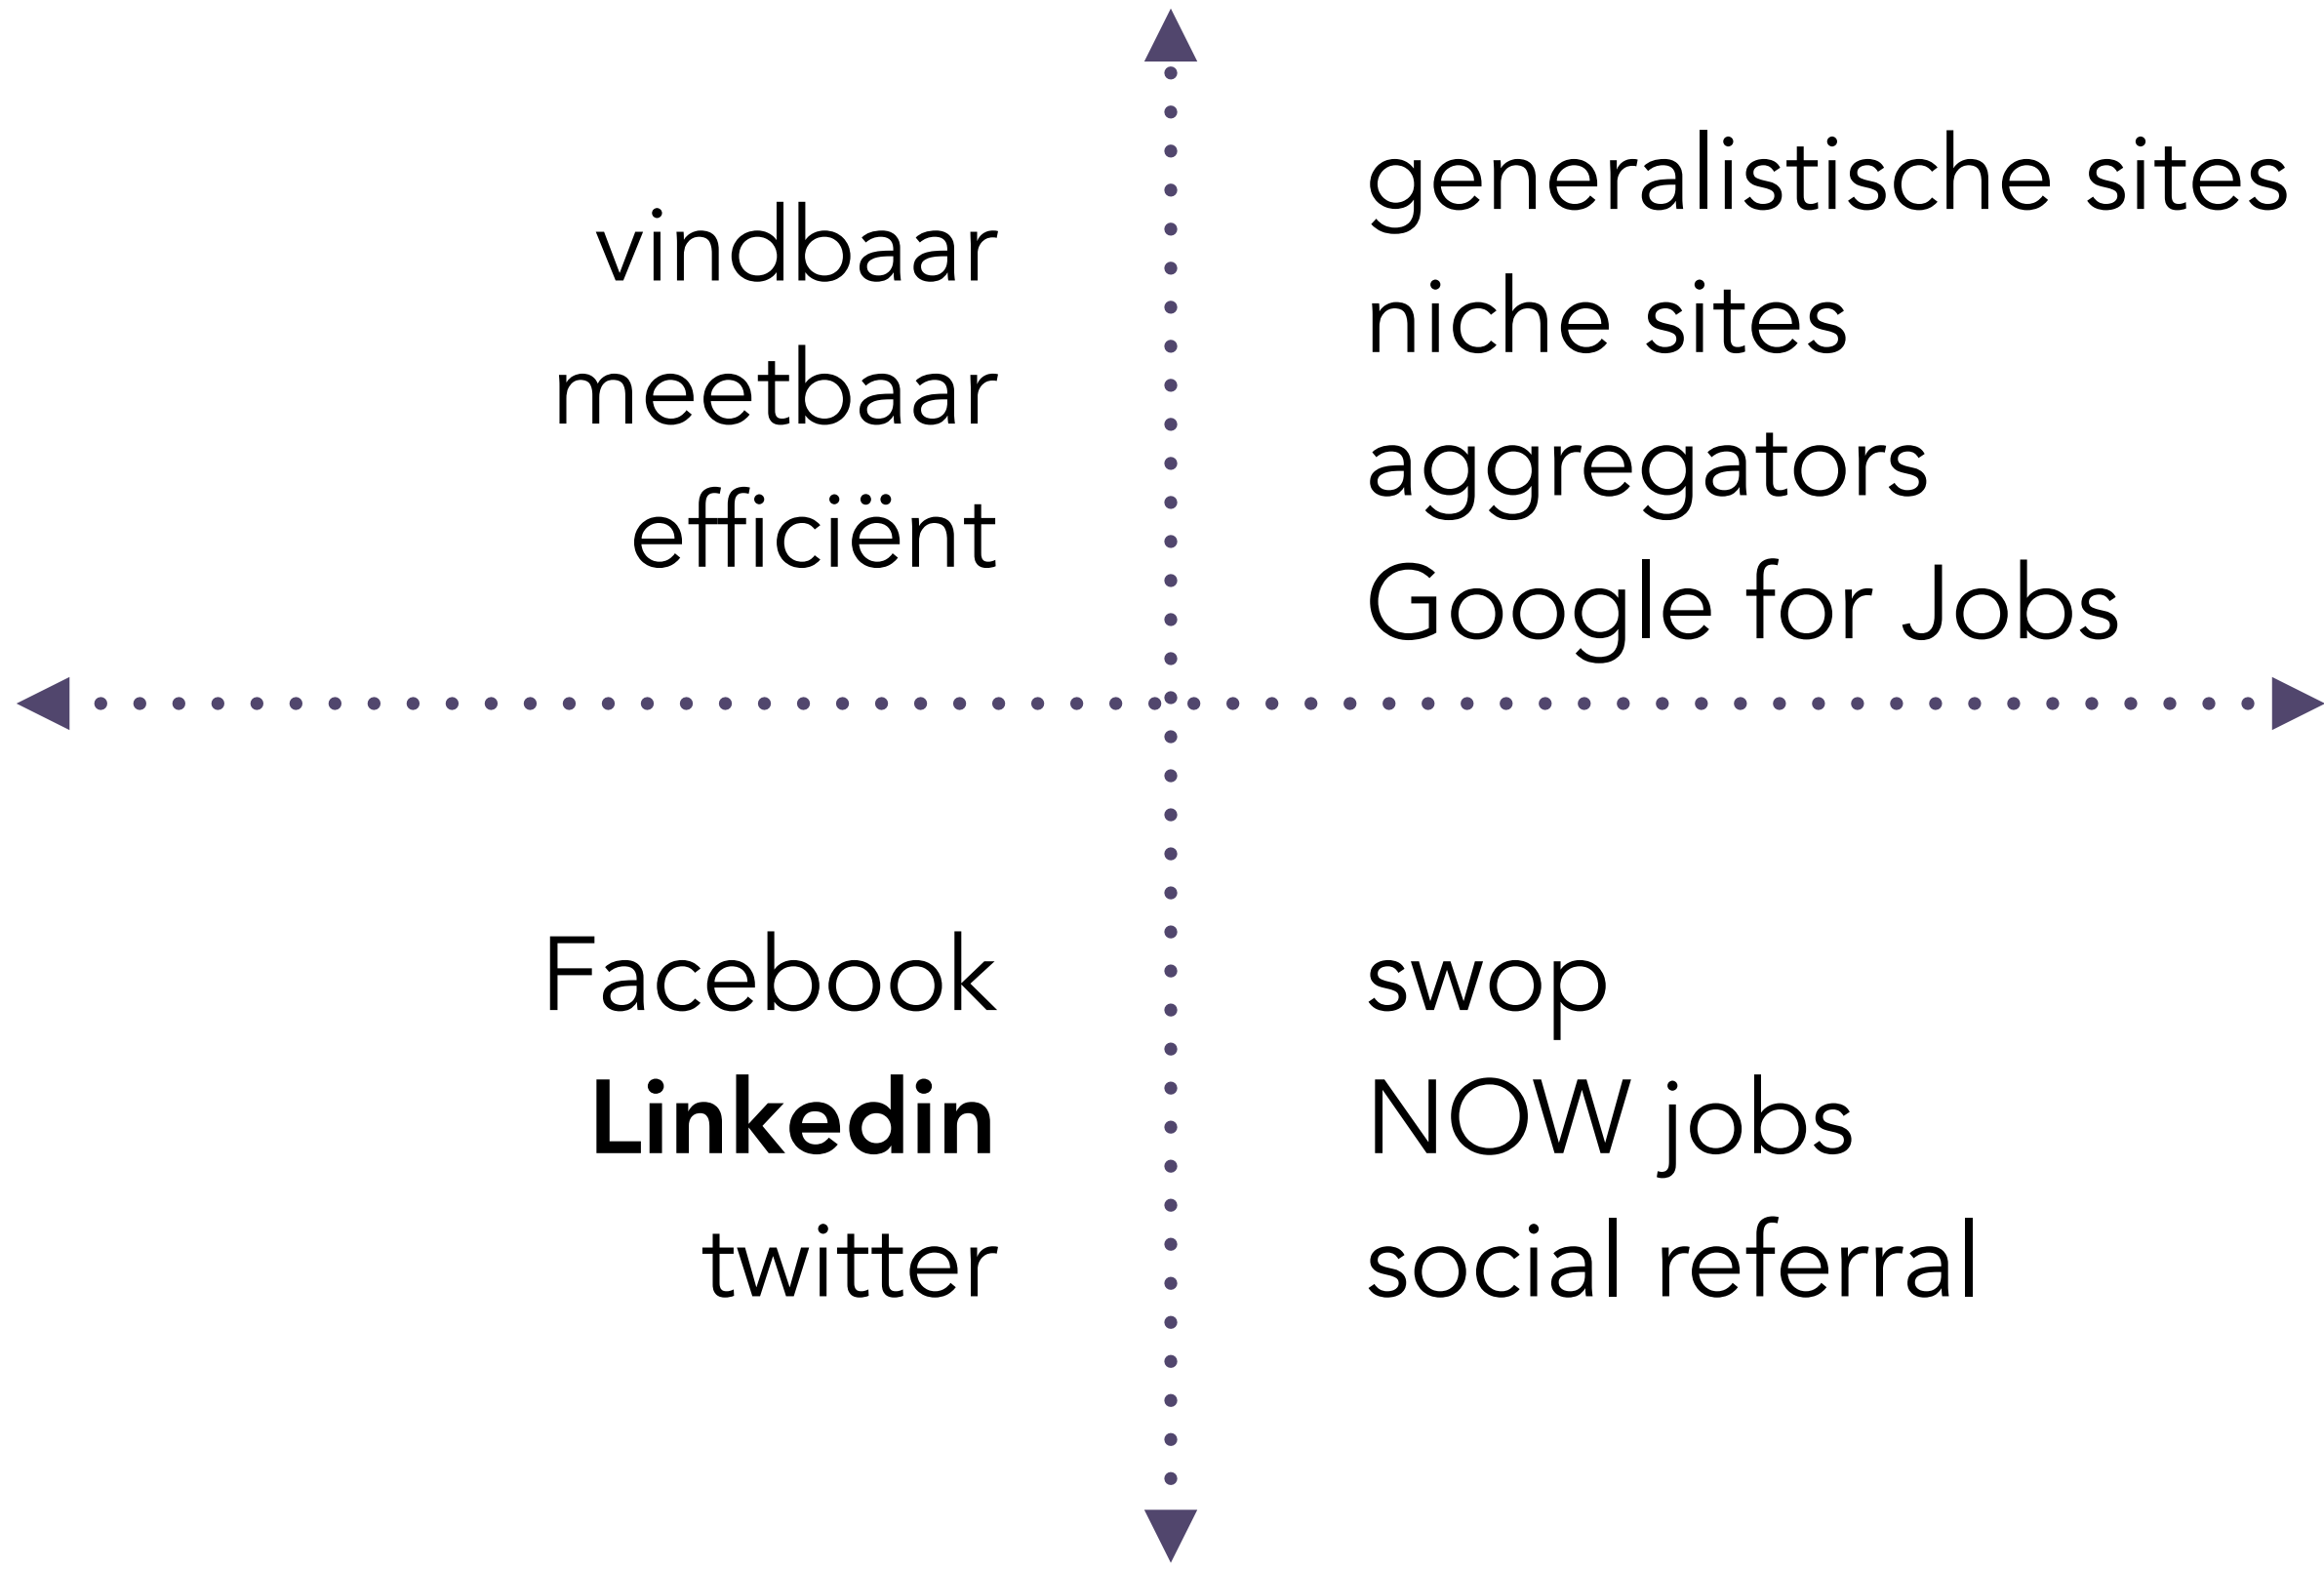 vindbaar
meetbaar
efficiënt
generalistische sites
niche sites
aggregators
Google for Jobs
Facebook
Linkedin
twitter
swop
NOW jobs
social referral